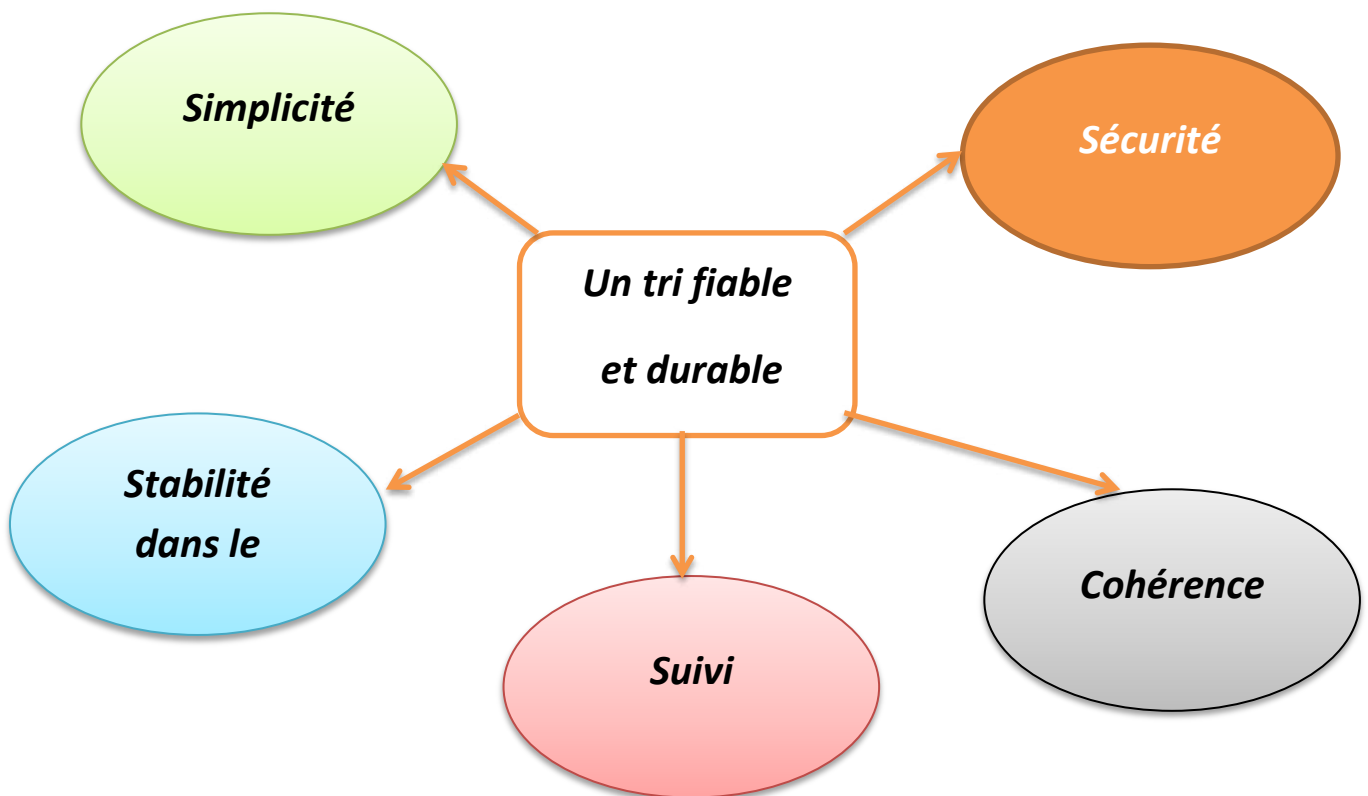 Simplicité
Sécurité
Un tri fiable
et durable
Stabilité
dans le
Cohérence
Suivi